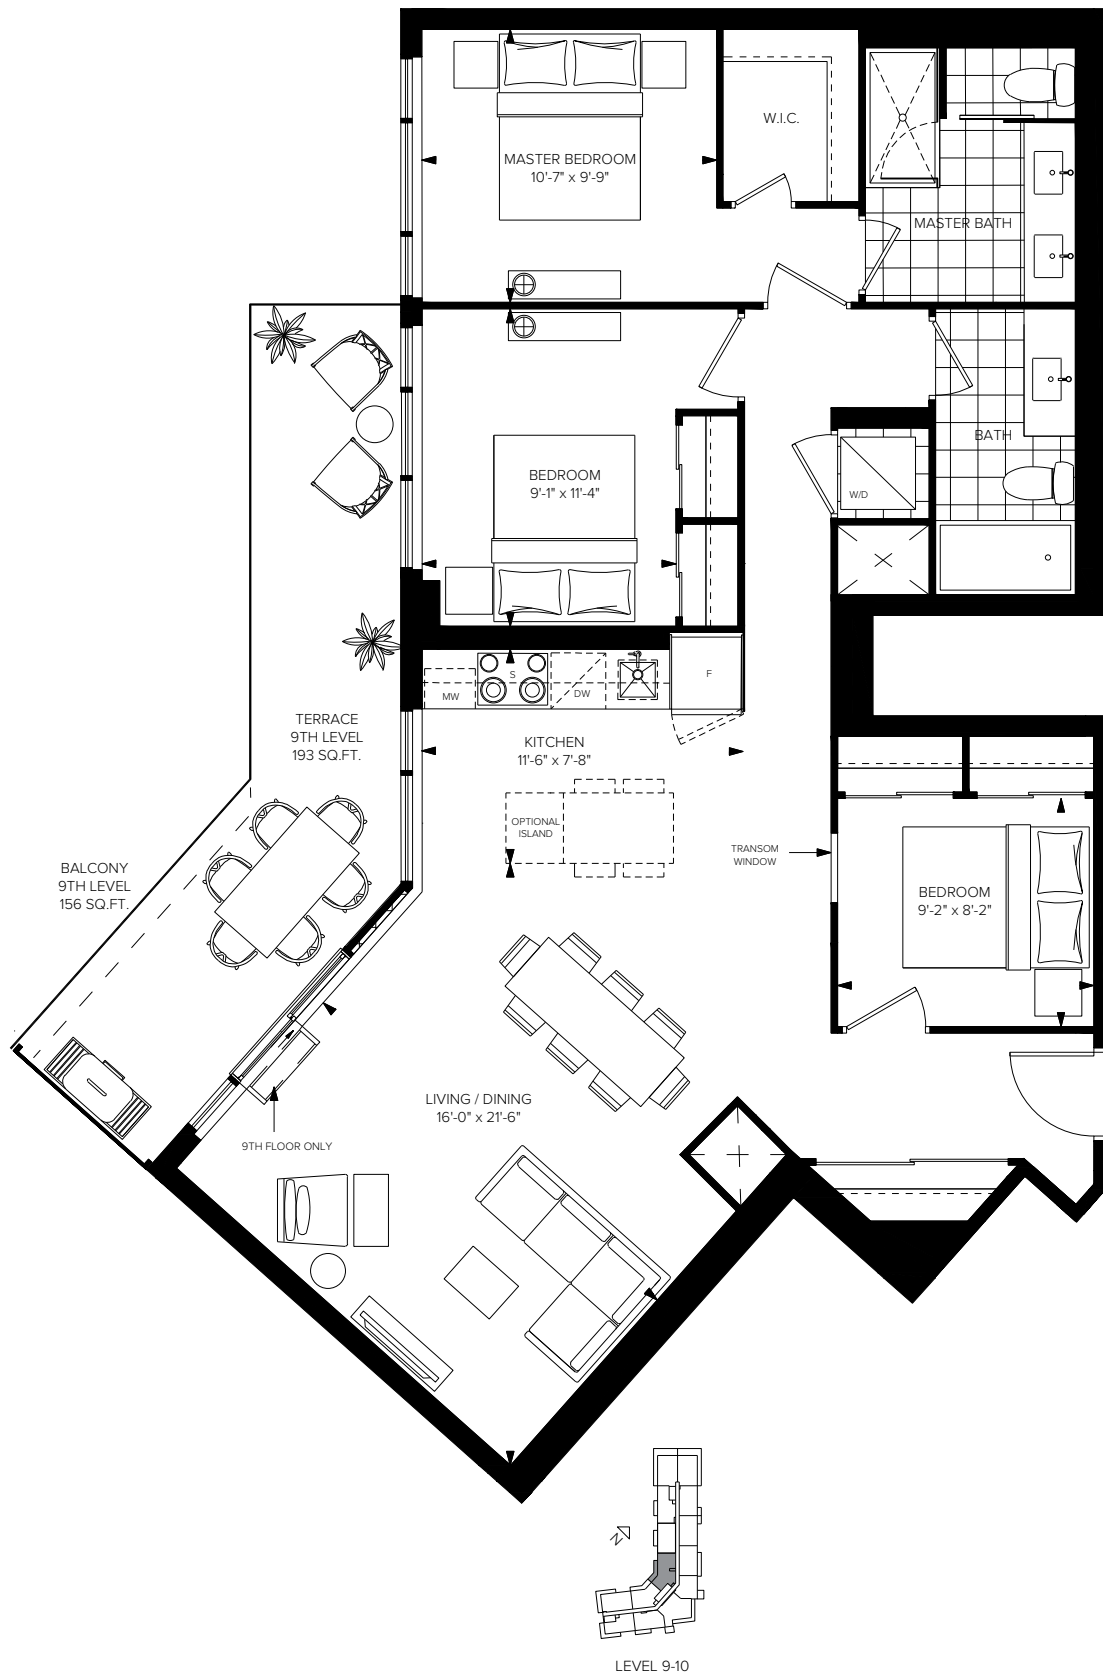 W.I.C.
MASTER BEDROOM
10'-7" x 9'-9"
MASTER BATH
BATH
BEDROOM
9'-1" x 11'-4"
W/D
MW
S
DW
F
TERRACE
9TH LEVEL
193 SQ.FT.
KITCHEN
11'-6" x 7'-8"
OPTIONAL
ISLAND
TRANSOM
WINDOW
BALCONY
9TH LEVEL
156 SQ.FT.
BEDROOM
9'-2" x 8'-2"
LIVING / DINING
16'-0" x 21'-6"
9TH FLOOR ONLY
N
LEVEL 9-10